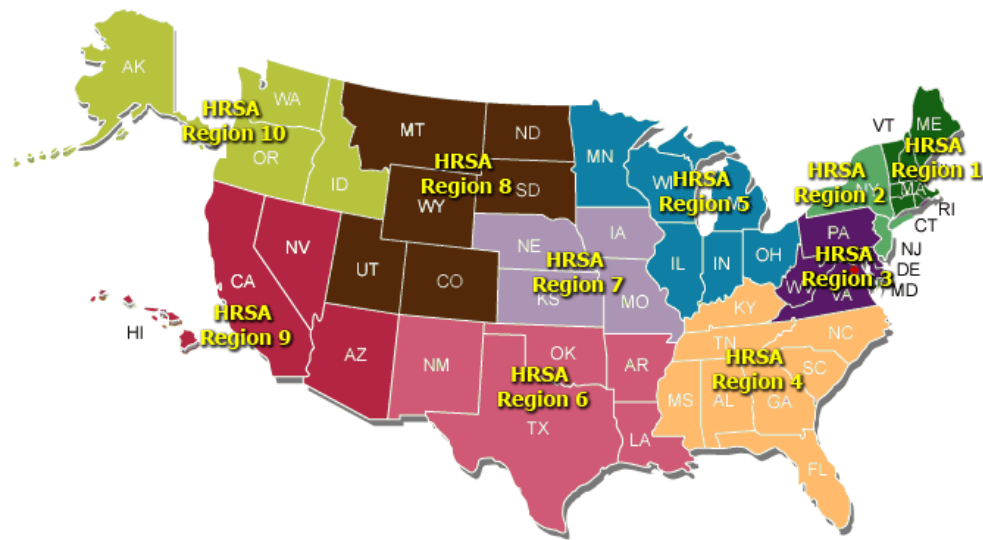 AK
WA
HRSA
Region 10
OR
ID
MT
ND
HRSA
Region 8
SD
WY
UT
CO
MN
WI
HRSA
Region 5
IL
IN
OH
VT
ME
HRSA
Region 1
MA
HRSA
Region 2
NY
RI
CT
NJ
DE
MD
PA
HRSA
Region 3
WV
VA
NE
IA
HRSA
Region 7
KS
MO
NV
CA
HI
HRSA
Region 9
AZ
NM
OK
AR
HRSA
Region 6
TX
LA
KY
NC
TN
HRSA
Region 4
SC
MS
AL
GA
FL